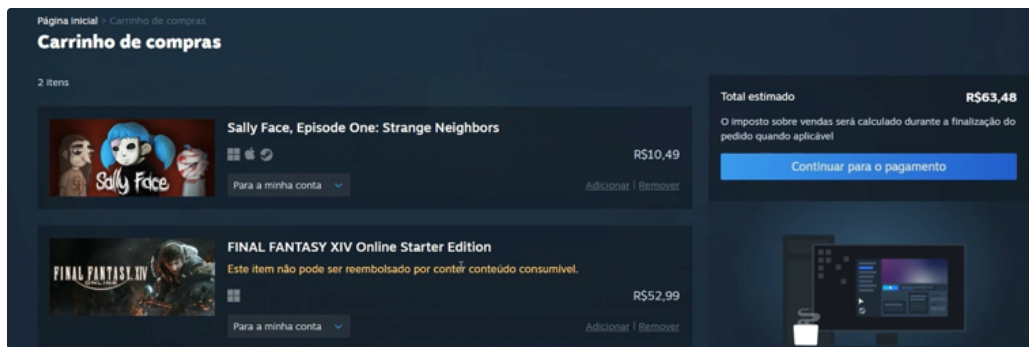 Página inicial > Carrinho de compras
Carrinho de compras
2 itens
Sally Face
Sally Face, Episode One: Strange Neighbors
R$10,49
Para a minha conta
Adicionar | Remover
FINAL FANTASY XIV
ONLINE
FINAL FANTASY XIV Online Starter Edition
Este item não pode ser reembolsado por conter conteúdo consumível.
R$52,99
Para a minha conta
Adicionar | Remover
Total estimado
R$63,48
O imposto sobre vendas será calculado durante a finalização do
pedido quando aplicável
Continuar para o pagamento